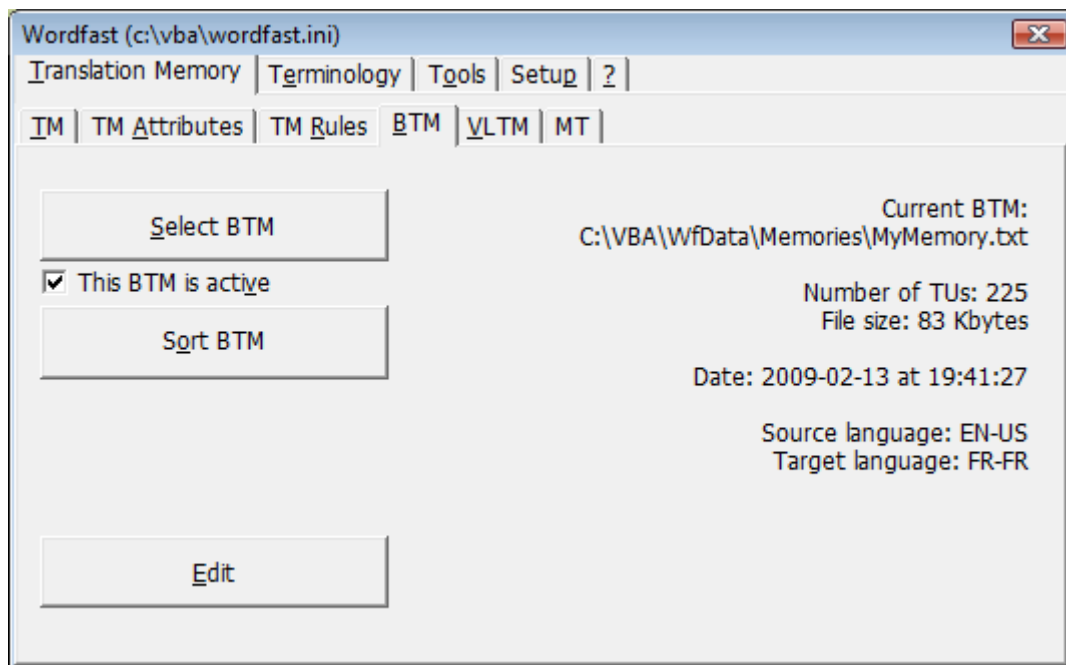 Wordfast (c:\vba\wordfast.ini)
Translation Memory Terminology Tools Setup ?
TM TM Attributes TM Rules BTM VLTM MT
Select BTM
This BTM is active
Sort BTM
Edit
Current BTM:
C:\VBA\WfData\Memories\MyMemory.txt
Number of TUs: 225
File size: 83 Kbytes
Date: 2009-02-13 at 19:41:27
Source language: EN-US
Target language: FR-FR